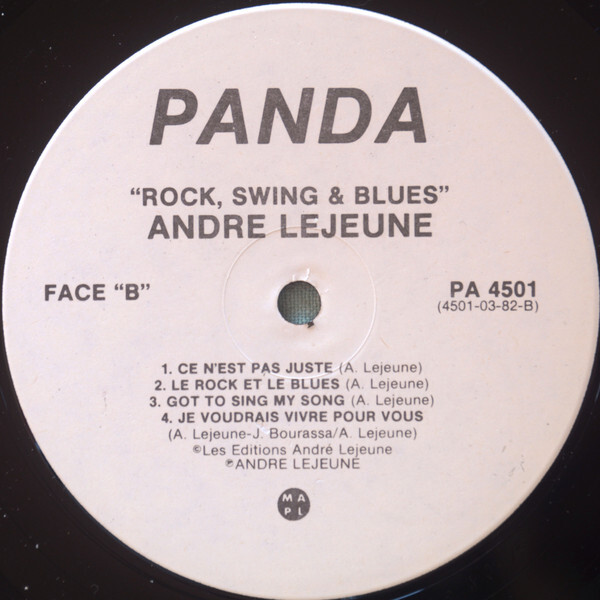 PANDA
"ROCK, SWING & BLUES"
ANDRE LEJEUNE
FACE "B"
PA 4501
(4501-03-82-B)
1. CE N'EST PAS JUSTE (A. Lejeune)
2. LE ROCK ET LE BLUES (A. Lejeune)
3. GOT TO SING MY SONG (A. Lejeune)
4. JE VOUDRAIS VIVRE POUR VOUS
(A. Lejeune-J. Bourassa/A. Lejeune)
©Les Editions André Lejeune
℗ANDRE LEJEUNE
M A
P L